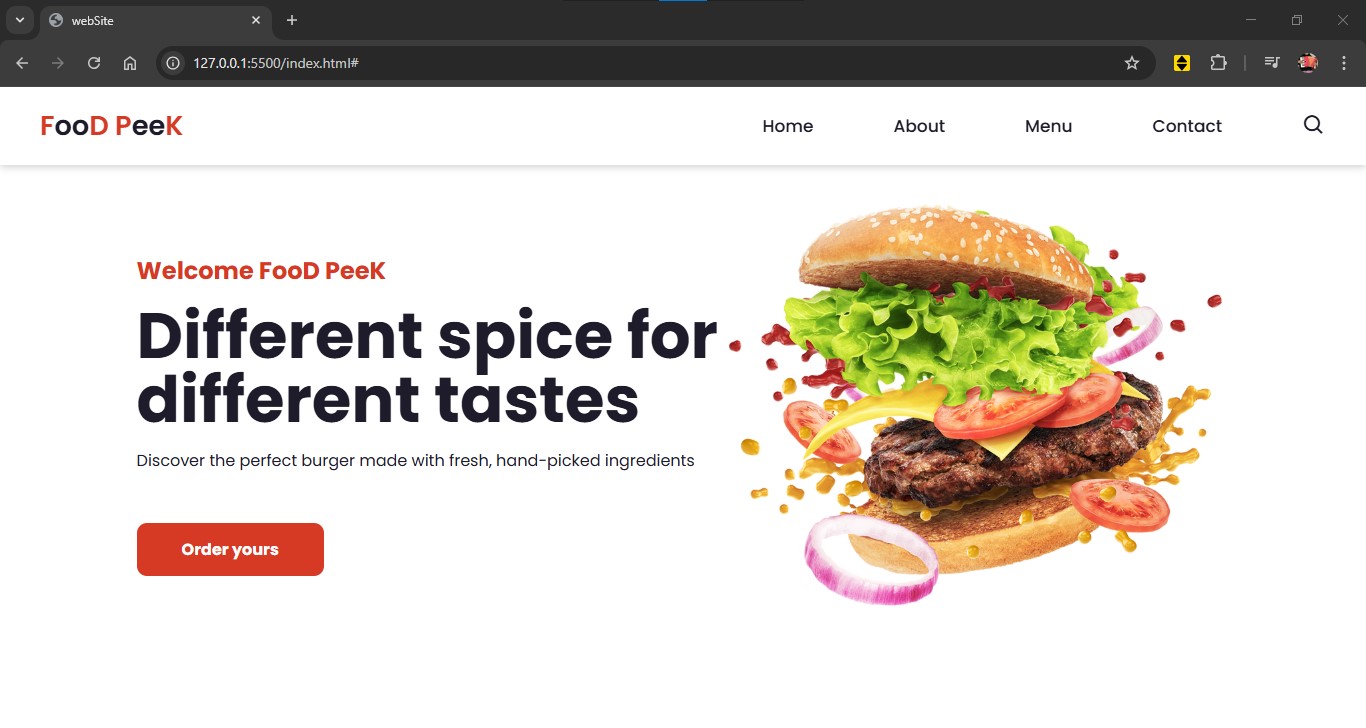 webSite
127.0.0.1:5500/index.html#
FooD PeeK
Home
About
Menu
Contact
Welcome FooD PeeK
Different spice for
different tastes
Discover the perfect burger made with fresh, hand-picked ingredients
Order yours